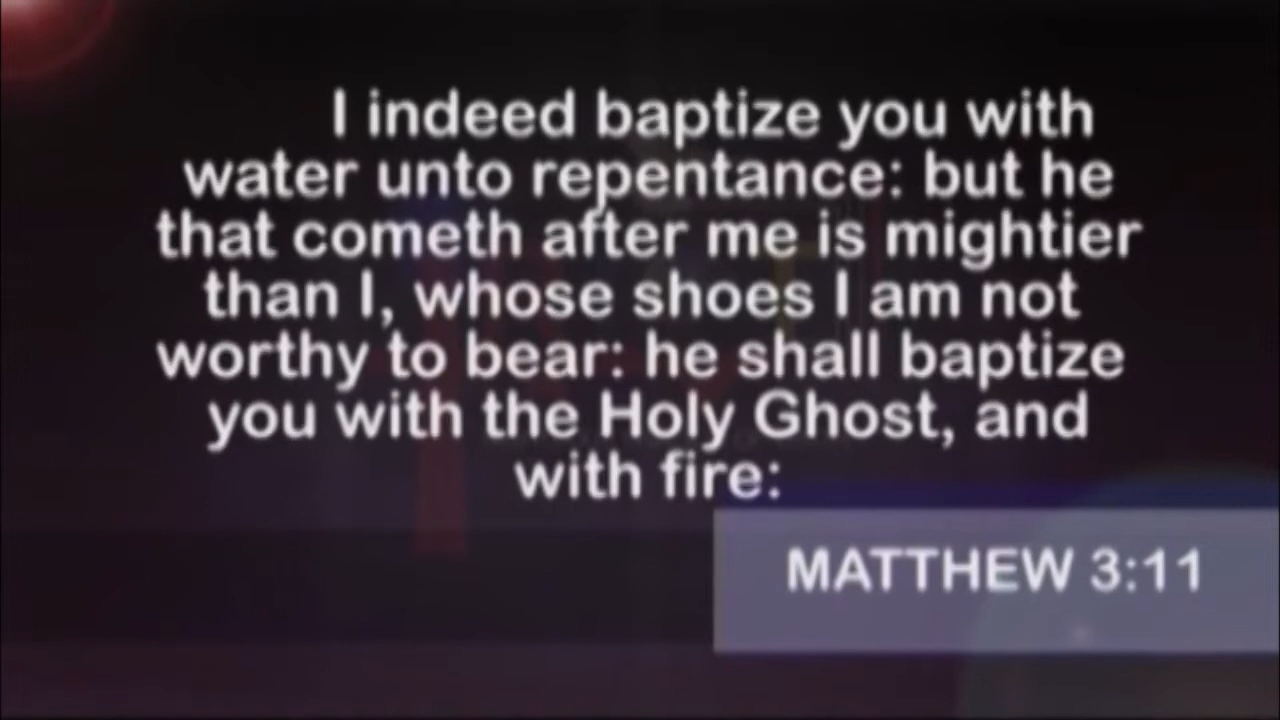 I indeed baptize you with
water unto repentance: but he
that cometh after me is mightier
than I, whose shoes I am not
worthy to bear: he shall baptize
you with the Holy Ghost, and
with fire:
MATTHEW 3:11